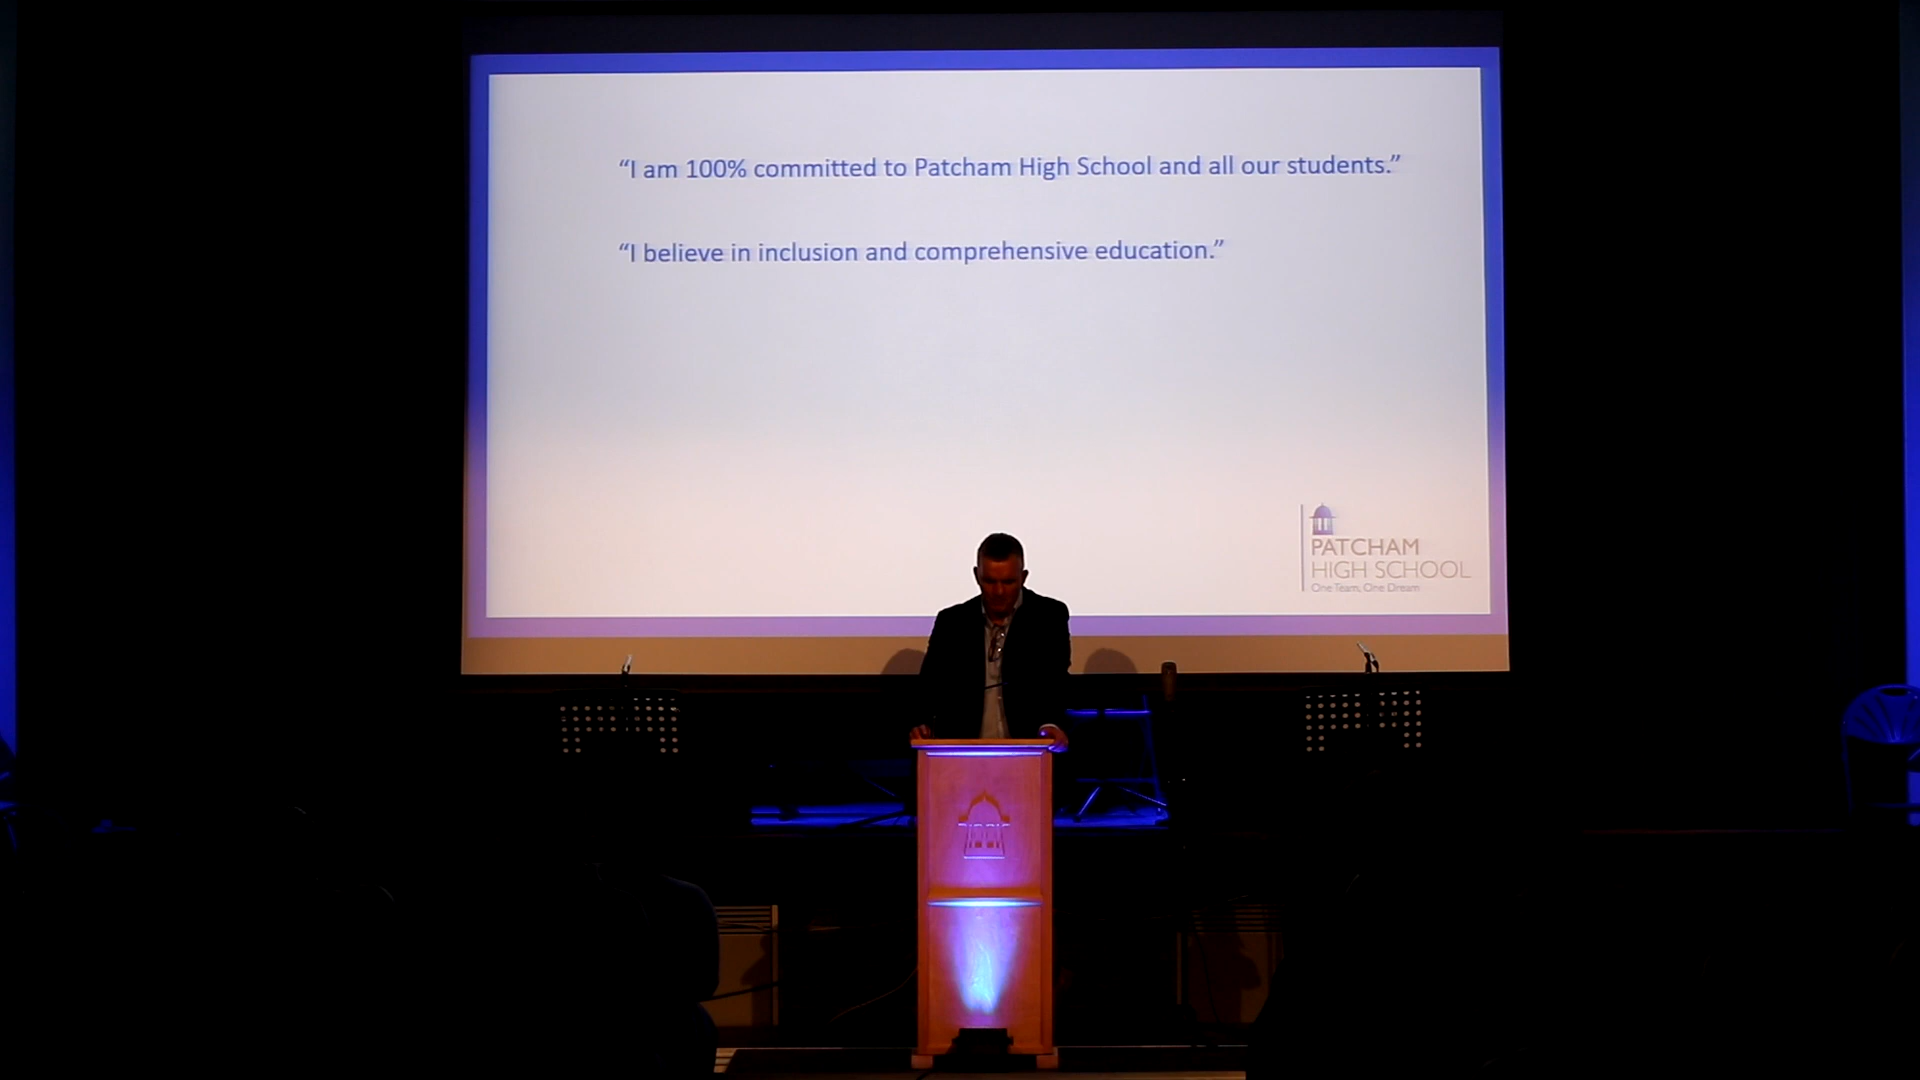 “I am 100% committed to Patcham High School and all our students.”
“I believe in inclusion and comprehensive education.”
PATCHAM
HIGH SCHOOL
One Team, One Dream